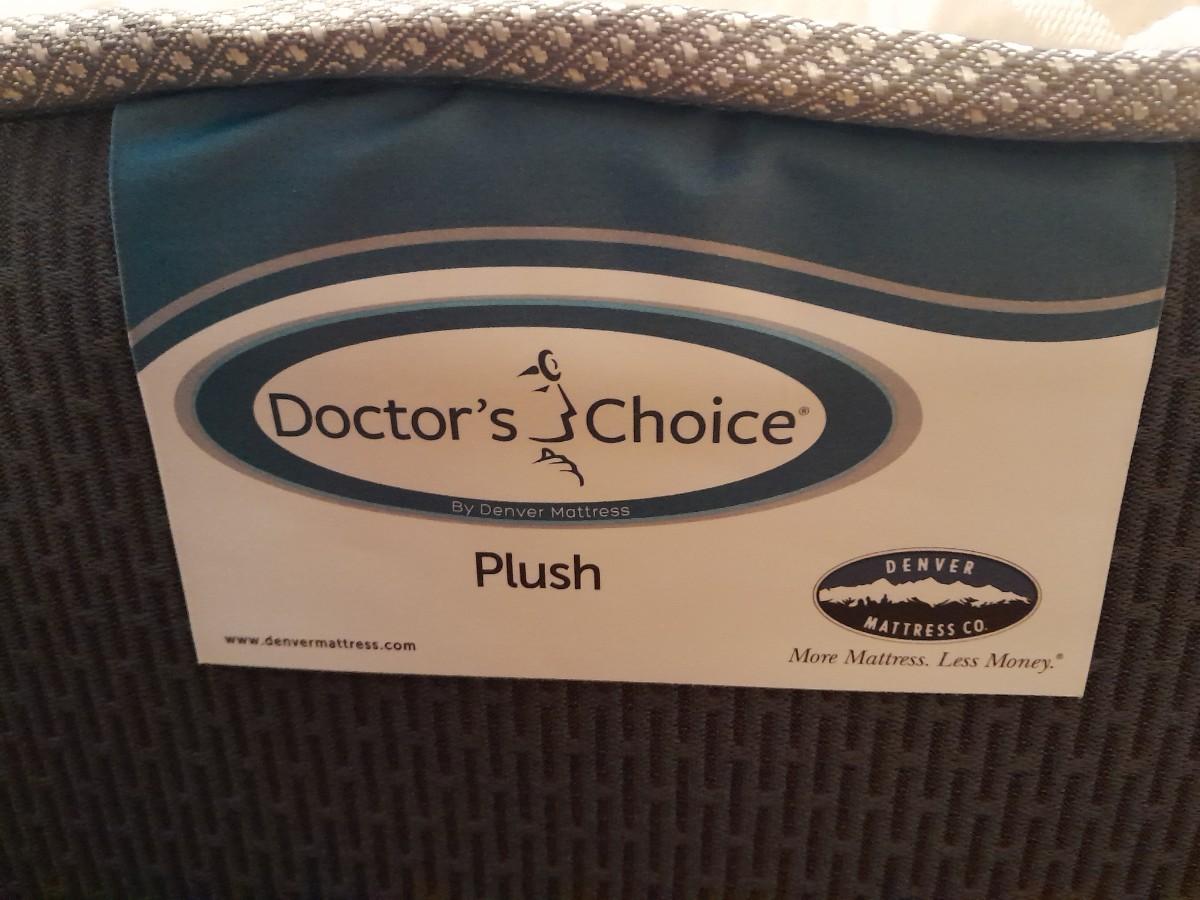 Doctor's Choice®
By Denver Mattress
Plush
www.denvermattress.com
DENVER
MATTRESS CO.
More Mattress. Less Money.®